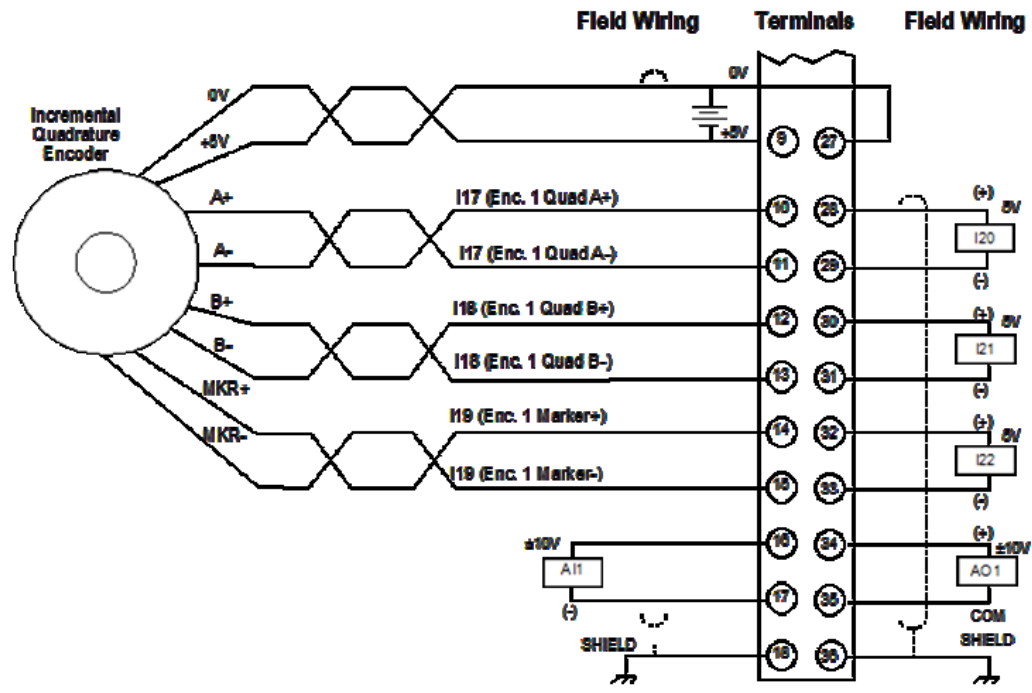 Field Wiring Terminals Field Wiring
0V
0V
Incremental
Quadrature
Encoder
+5V
+5V
9 27
A+
I17 (Enc. 1 Quad A+)
10 28
(+)
5V
I20
A-
I17 (Enc. 1 Quad A-)
11 29
(-)
B+
I18 (Enc. 1 Quad B+)
12 30
(+)
5V
I21
B-
I18 (Enc. 1 Quad B-)
13 31
(-)
MKR+
I19 (Enc. 1 Marker+)
14 32
(+)
5V
I22
MKR-
I19 (Enc. 1 Marker-)
15 33
(-)
±10V
16 34
(+)
±10V
AI1
AO1
(-)
17 35
COM
SHIELD
18 36
SHIELD